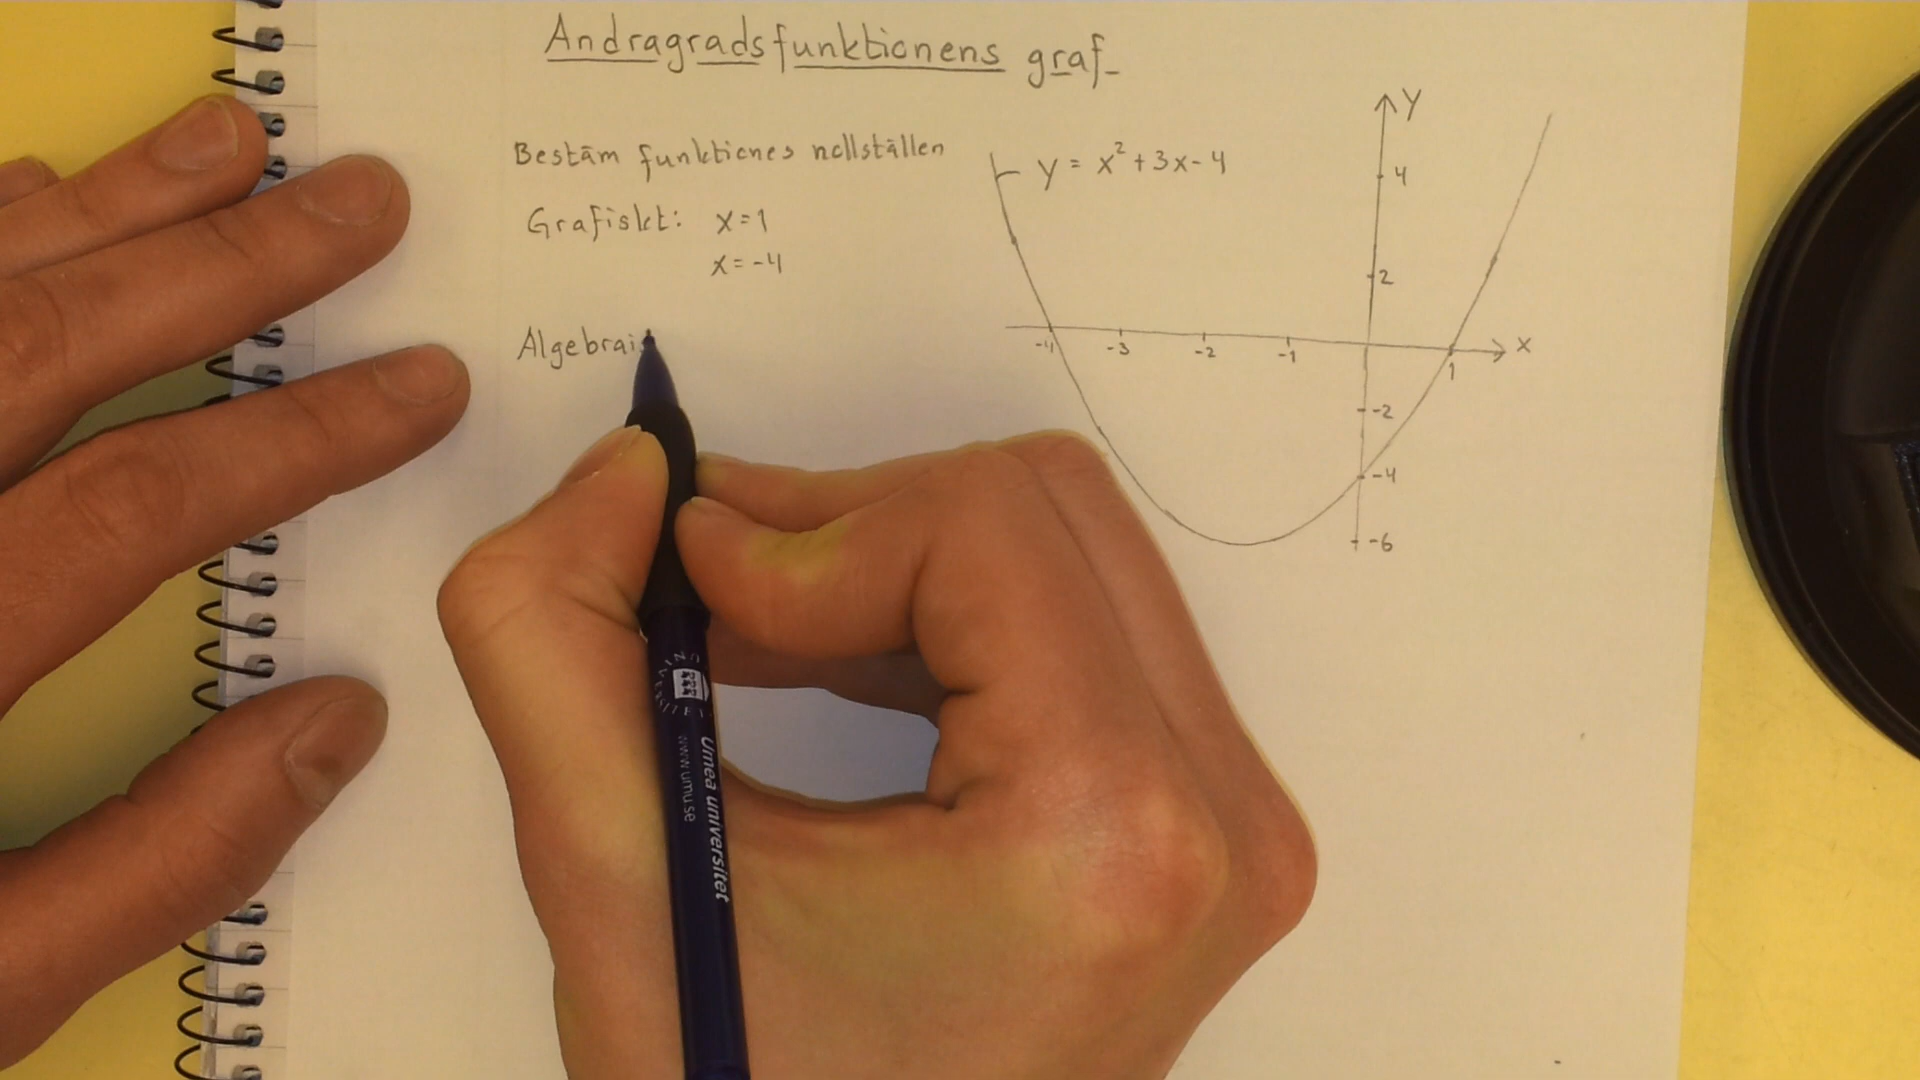 Andragradsfunktionens graf
Bestäm funktiones nollställen
Grafiskt: x=1
x=-4
Algebrais
y = x² + 3x - 4
y
4
2
-4 -3 -2 -1 1 x
-2
-4
-6
Umeå universitet
www.umu.se